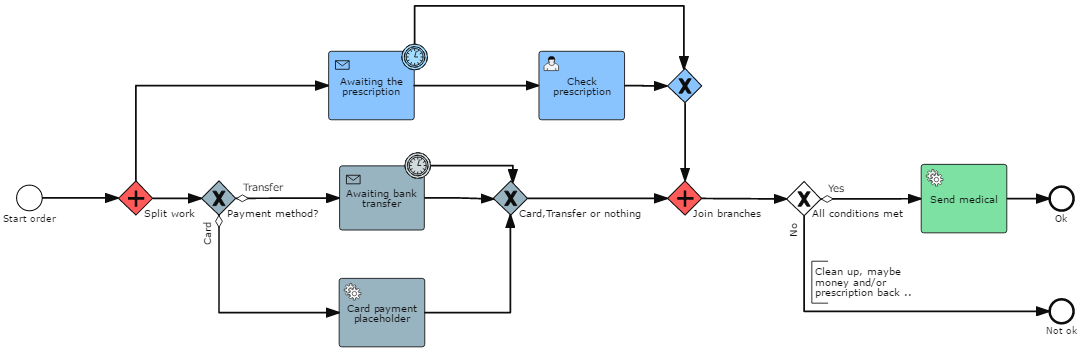 Awaiting the
prescription
Check
prescription
Start order
Split work
Transfer
Payment method?
Card
Awaiting bank
transfer
Card,Transfer or nothing
Join branches
Yes
All conditions met
No
Send medical
Ok
Clean up, maybe
money and/or
prescription back ..
Card payment
placeholder
Not ok